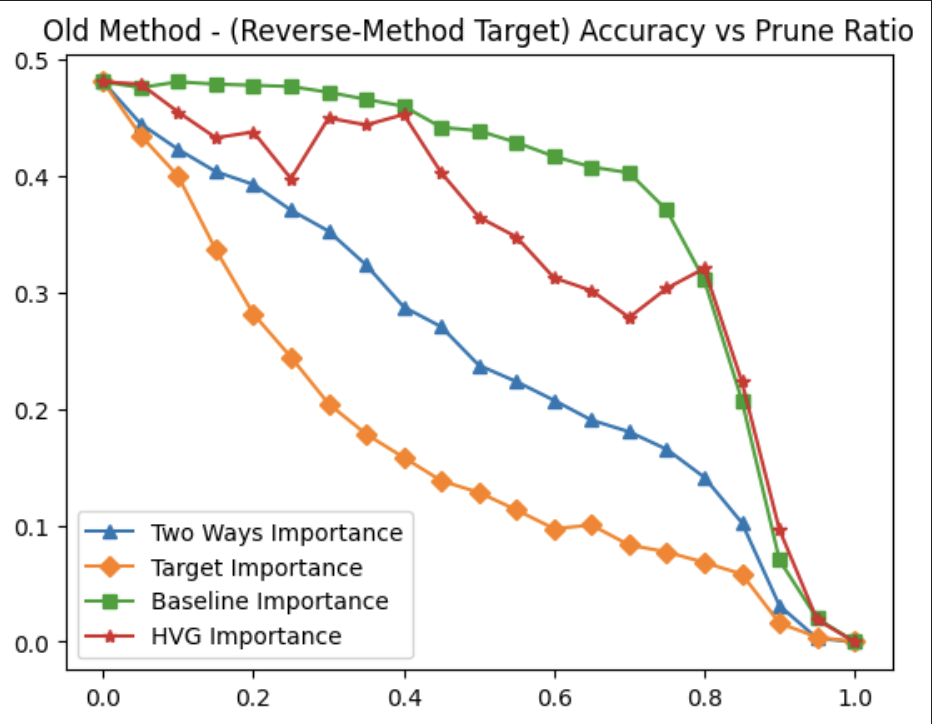 Old Method - (Reverse-Method Target) Accuracy vs Prune Ratio
0.5
0.4
0.3
0.2
0.1
0.0
Two Ways Importance
Target Importance
Baseline Importance
HVG Importance
0.0 0.2 0.4 0.6 0.8 1.0